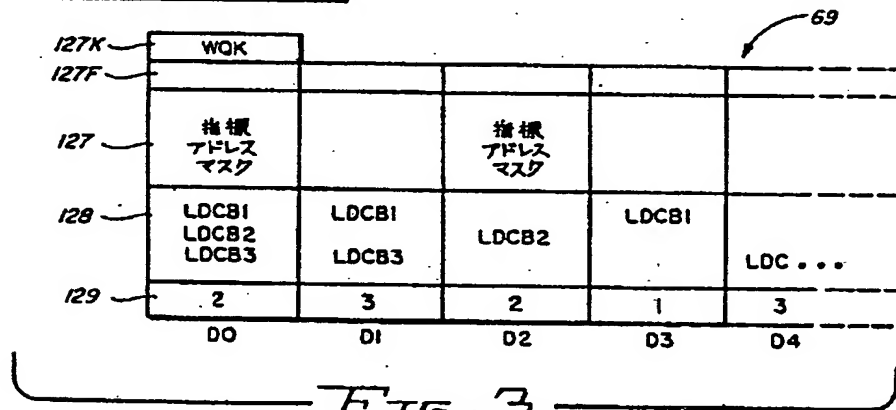 69
127K WQK
127F
127 指標 指標
アドレス アドレス
マスク マスク
128 LDCB1 LDCB1 LDCB2 LDCB1 LDC...
LDCB2
LDCB3 LDCB3
129 2 3 2 1 3
D0 D1 D2 D3 D4
FIG. 3